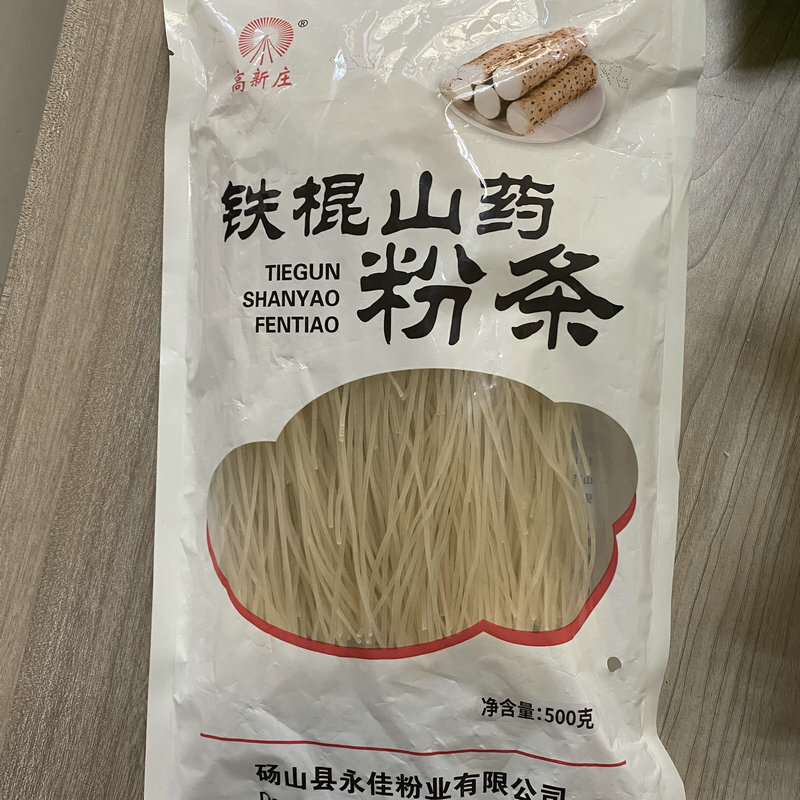 ®
高新庄
铁棍山药
TIEGUN
SHANYAO
FENTIAO
粉条
净含量:500克
砀山县永佳粉业有限公司